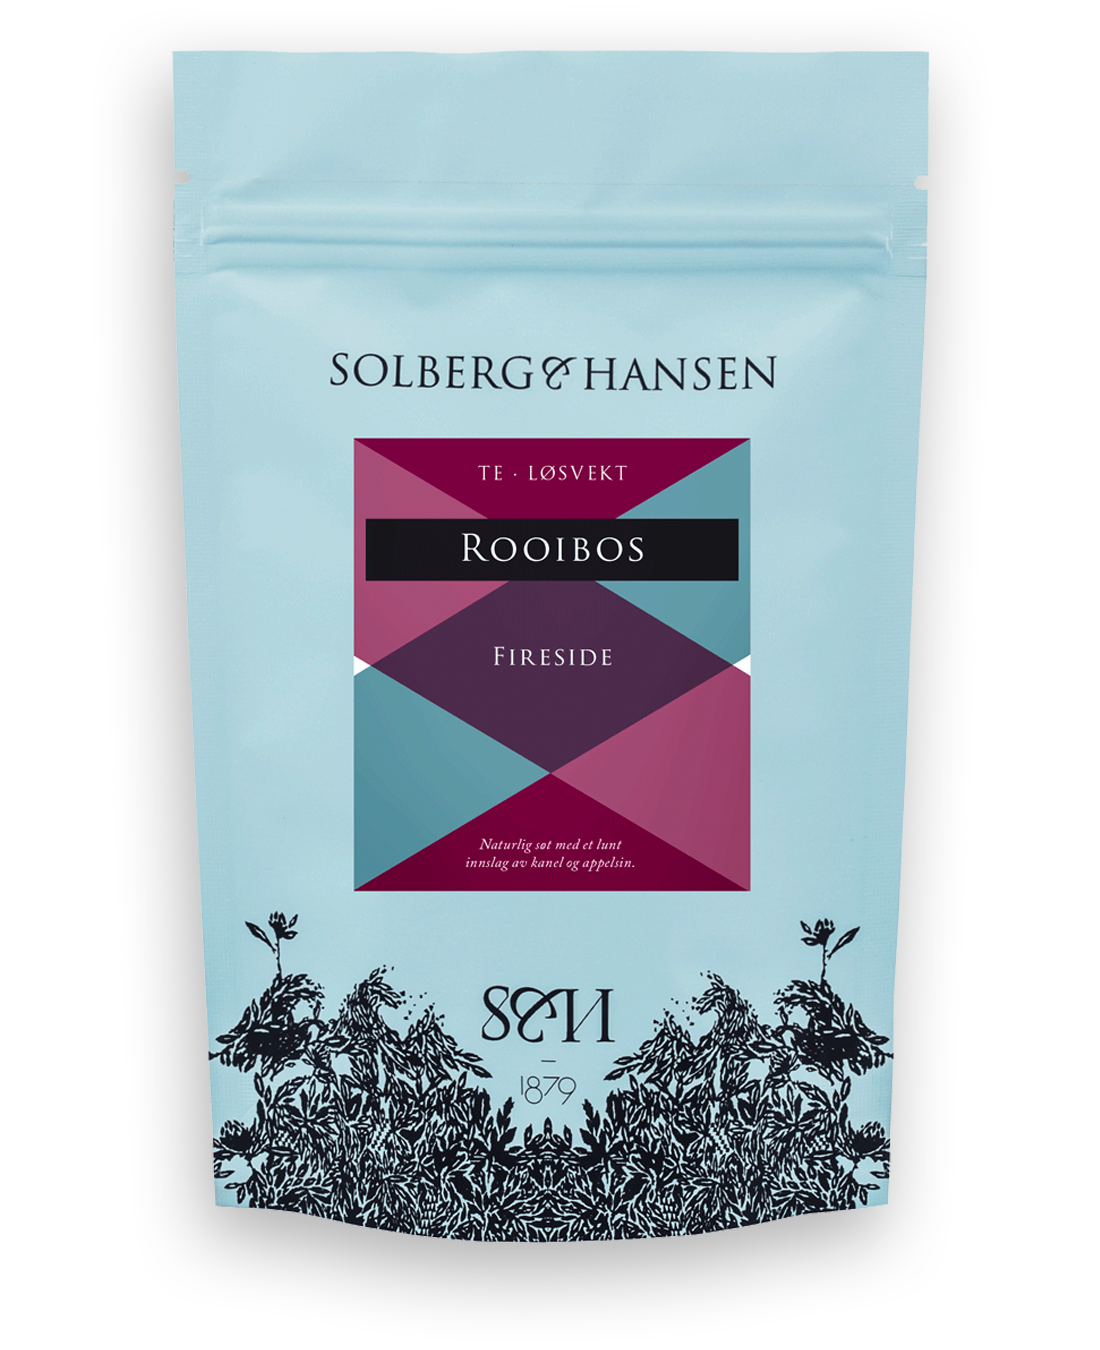 SOLBERG & HANSEN
TE · LØSVEKT
ROOIBOS
FIRESIDE
Naturlig søt med et lunt
innslag av kanel og appelsin.
S&H
–
1879